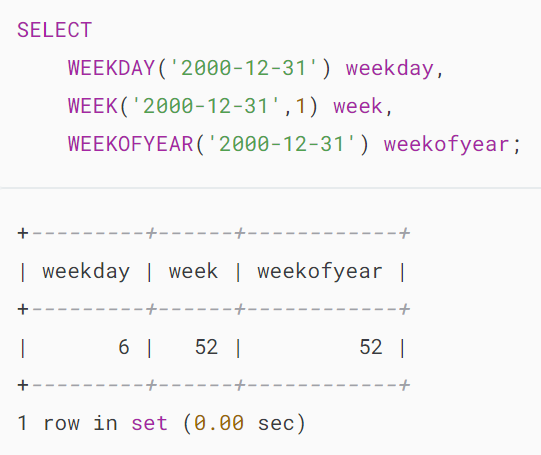 SELECT
    WEEKDAY('2000-12-31') weekday,
    WEEK('2000-12-31',1) week,
    WEEKOFYEAR('2000-12-31') weekofyear;
+---------+------+------------+
| weekday | week | weekofyear |
+---------+------+------------+
|       6 |   52 |         52 |
+---------+------+------------+
1 row in set (0.00 sec)